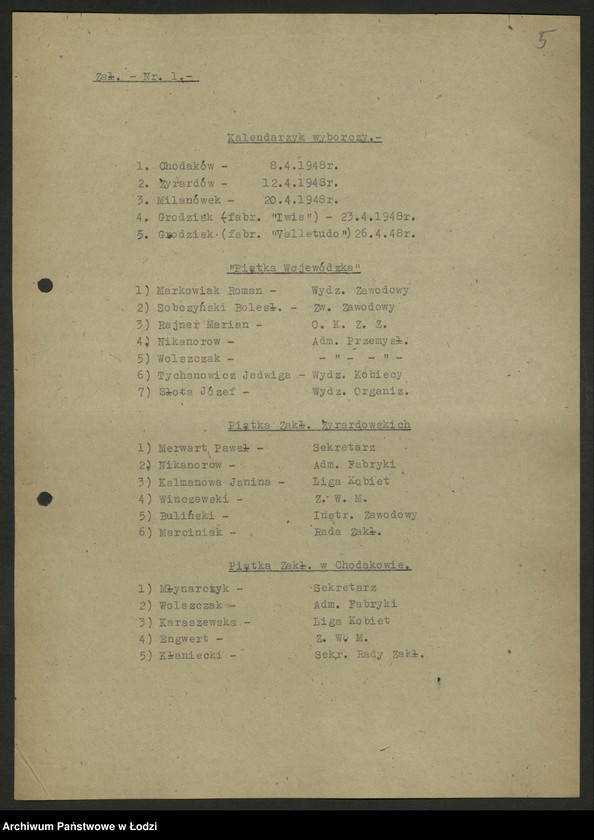 5
Zał. - Nr. 1.-
Kalendarzyk wyborczy.-
1. Chodaków - 8.4.1948r.
2. Żyrardów - 12.4.1948r.
3. Milanówek - 20.4.1948r.
4. Grodzisk (fabr. "Iwis") - 23.4.1948r.
5. Grodzisk (fabr. "Valletudo") 26.4.48r.
"Piątka Wojewódzka"
1) Markowiak Roman - Wydz. Zawodowy
2) Sobczyński Bolesł. - Zw. Zawodowy
3) Rajner Marian - O. K. Z. Z.
4) Nikanorow - Adm. Przemysł.
5) Wolszczak - - " - - " -
6) Tychanowicz Jadwiga - Wydz. Kobiecy
7) Słota Józef - Wydz. Organiz.
Piątka Zakł. Żyrardowskich
1) Merwart Paweł - Sekretarz
2) Nikanorow - Adm. Fabryki
3) Kalmanowa Janina - Liga Kobiet
4) Winczewski - Z. W. M.
5) Buliński - Instr. Zawodowy
6) Marciniak - Rada Zakł.
Piątka Zakł. w Chodakowie.
1) Młynarczyk - Sekretarz
2) Wolszczak - Adm. Fabryki
3) Karaszewska - Liga Kobiet
4) Engwert - Z. W. M.
5) Kłaniecki - Sekr. Rady Zakł.
Archiwum Państwowe w Łodzi